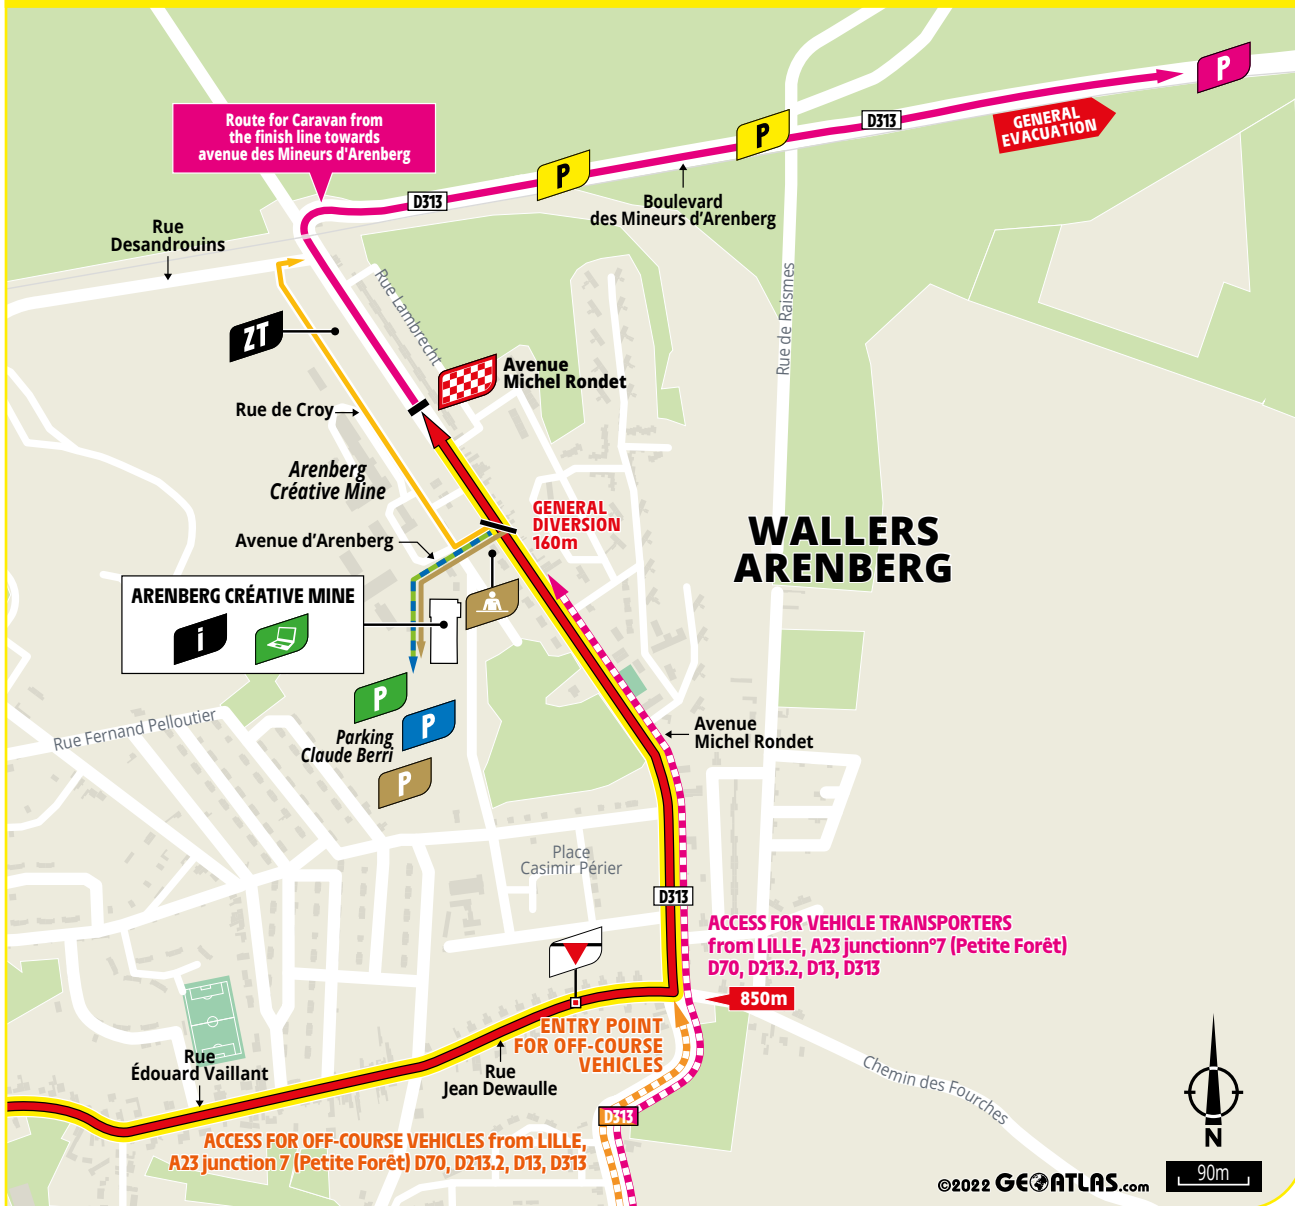 P
GENERAL
EVACUATION
D313
P
Route for Caravan from
the finish line towards
avenue des Mineurs d'Arenberg
P
D313
Boulevard
des Mineurs d'Arenberg
Rue
Desandrouins
Rue Lambrecht
Rue de Raismes
ZT
Avenue
Michel Rondet
Rue de Croy
Arenberg
Créative Mine
GENERAL
DIVERSION
160m
WALLERS
ARENBERG
Avenue d'Arenberg
ARENBERG CRÉATIVE MINE
i
P
P
Parking
Claude Berri
P
Rue Fernand Pelloutier
Avenue
Michel Rondet
Place
Casimir Périer
D313
ACCESS FOR VEHICLE TRANSPORTERS
from LILLE, A23 junctionn°7 (Petite Forêt)
D70, D213.2, D13, D313
850m
ENTRY POINT
FOR OFF-COURSE
VEHICLES
Rue
Édouard Vaillant
Rue
Jean Dewaulle
Chemin des Fourches
D313
ACCESS FOR OFF-COURSE VEHICLES from LILLE,
A23 junction 7 (Petite Forêt) D70, D213.2, D13, D313
N
90m
©2022 GEOATLAS.com